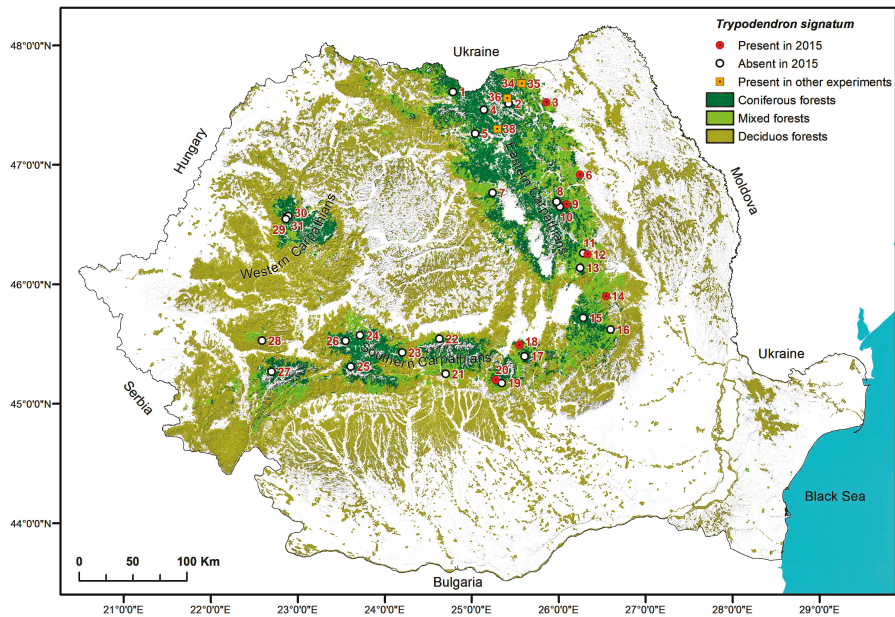 Trypodendron signatum
Present in 2015
Absent in 2015
Present in other experiments
Coniferous forests
Mixed forests
Deciduos forests
48°0'0"N
47°0'0"N
46°0'0"N
45°0'0"N
44°0'0"N
Ukraine
Hungary
Moldova
Serbia
Ukraine
Black Sea
Bulgaria
Eastern Carpathians
Western Carpathians
Southern Carpathians
1
34
35
36
2
3
4
5
38
6
7
8
9
10
11
12
13
14
15
16
30
29
31
28
26
24
23
22
18
17
27
25
21
20
19
0 50 100 Km
21°0'0"E 22°0'0"E 23°0'0"E 24°0'0"E 25°0'0"E 26°0'0"E 27°0'0"E 28°0'0"E 29°0'0"E